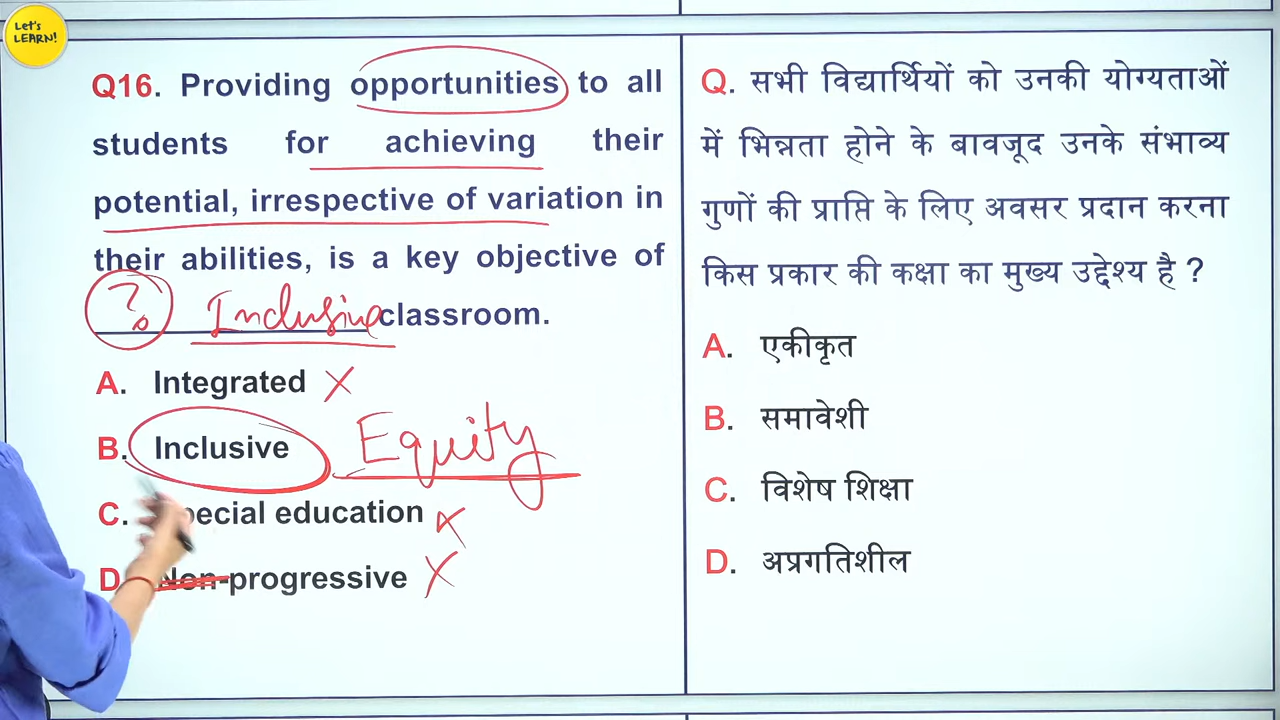 Let's
LEARN!
Q16. Providing opportunities to all
students for achieving their
potential, irrespective of variation in
their abilities, is a key objective of
? Inclusive classroom.
A. Integrated X
B. Inclusive Equity
C. pecial education X
D Non-progressive X
Q. सभी विद्यार्थियों को उनकी योग्यताओं
में भिन्नता होने के बावजूद उनके संभाव्य
गुणों की प्राप्ति के लिए अवसर प्रदान करना
किस प्रकार की कक्षा का मुख्य उद्देश्य है ?
A. एकीकृत
B. समावेशी
C. विशेष शिक्षा
D. अप्रगतिशील